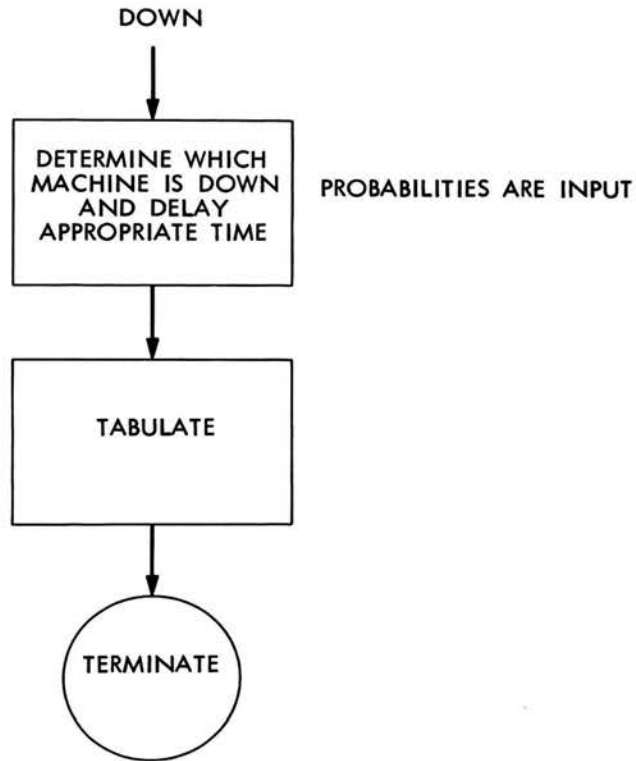 DOWN
DETERMINE WHICH
MACHINE IS DOWN
AND DELAY
APPROPRIATE TIME
PROBABILITIES ARE INPUT
TABULATE
TERMINATE